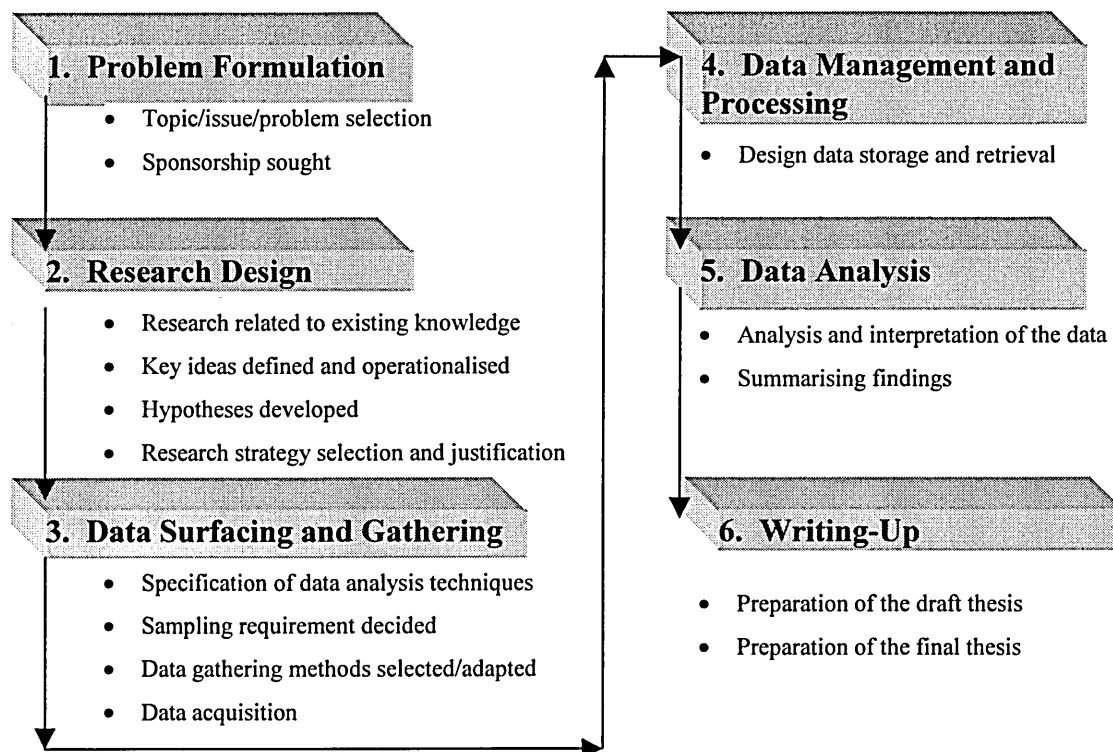 1. Problem Formulation
• Topic/issue/problem selection
• Sponsorship sought
2. Research Design
• Research related to existing knowledge
• Key ideas defined and operationalised
• Hypotheses developed
• Research strategy selection and justification
3. Data Surfacing and Gathering
• Specification of data analysis techniques
• Sampling requirement decided
• Data gathering methods selected/adapted
• Data acquisition
4. Data Management and
Processing
• Design data storage and retrieval
5. Data Analysis
• Analysis and interpretation of the data
• Summarising findings
6. Writing-Up
• Preparation of the draft thesis
• Preparation of the final thesis